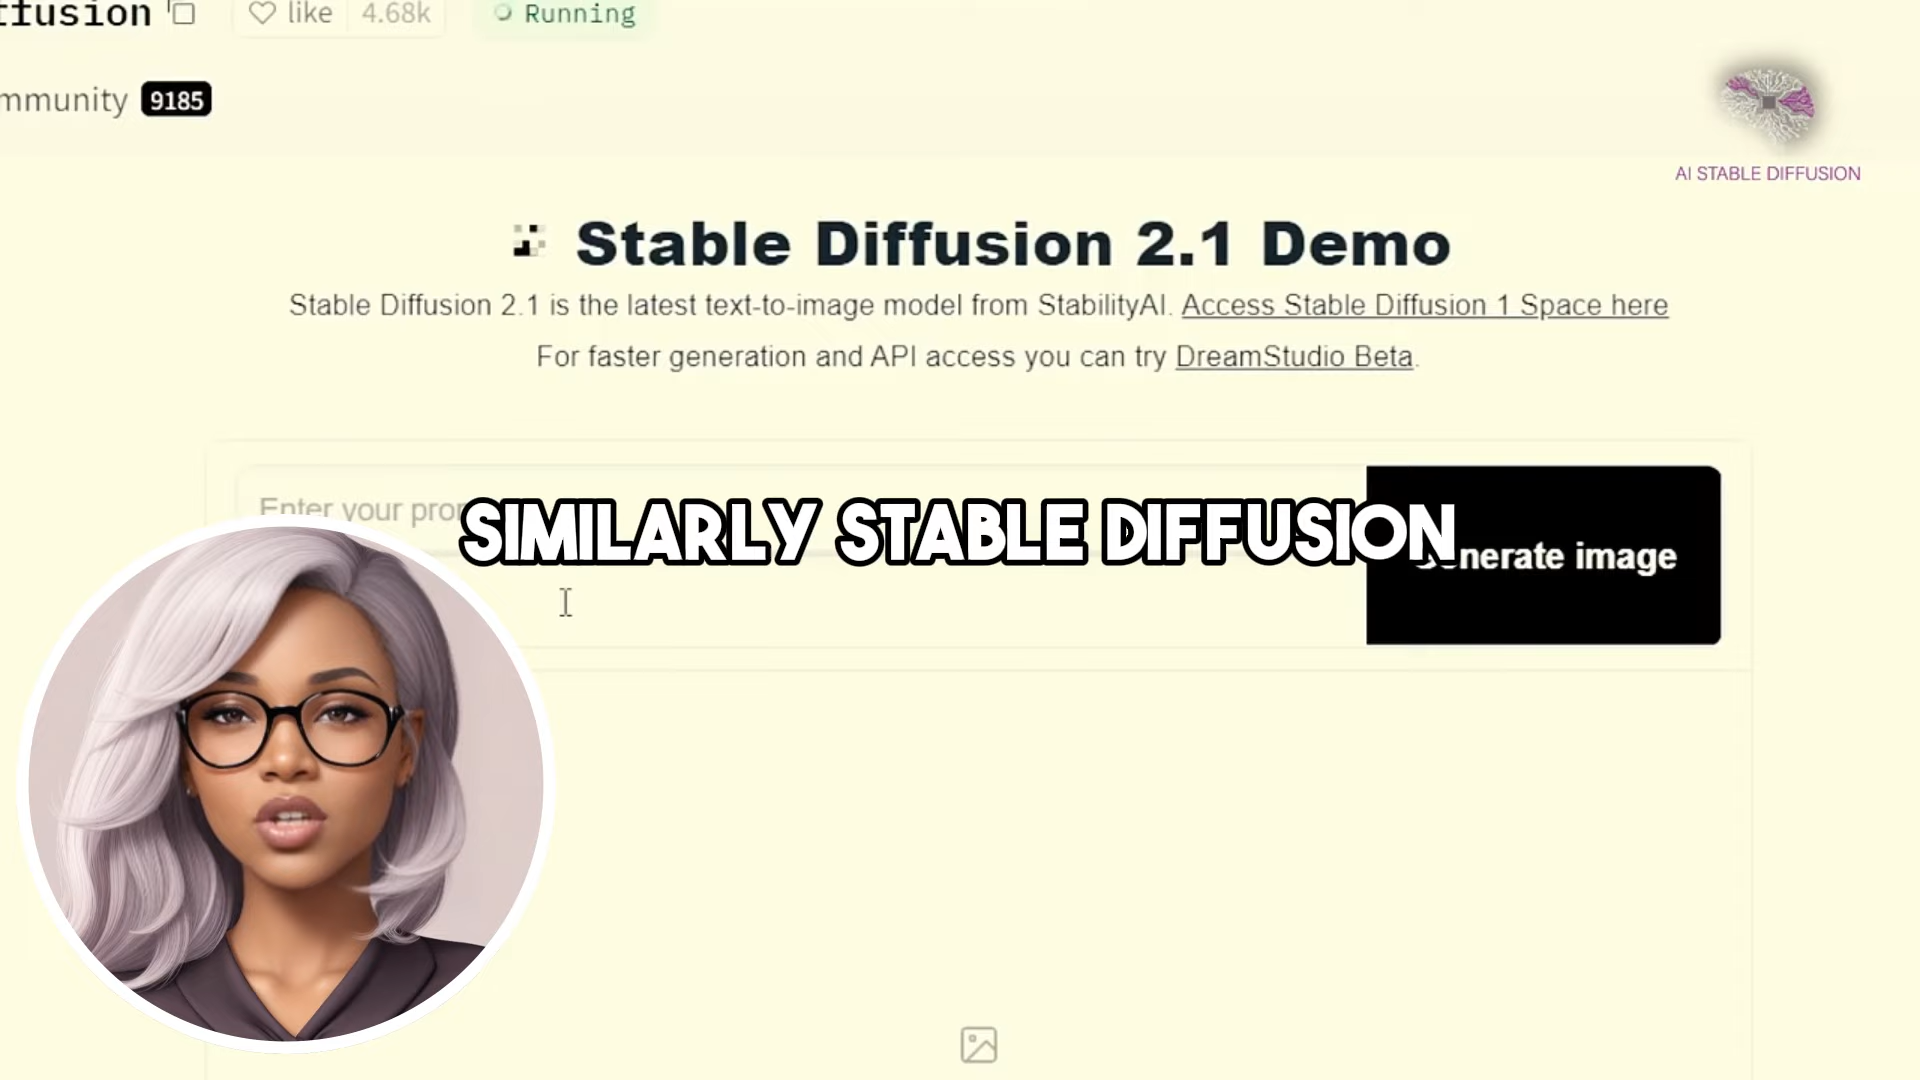 ffusion like 4.68k Running
mmunity 9185
AI STABLE DIFFUSION
Stable Diffusion 2.1 Demo
Stable Diffusion 2.1 is the latest text-to-image model from StabilityAI. Access Stable Diffusion 1 Space here
For faster generation and API access you can try DreamStudio Beta.
Enter your pro
SIMILARLY STABLE DIFFUSION
nerate image